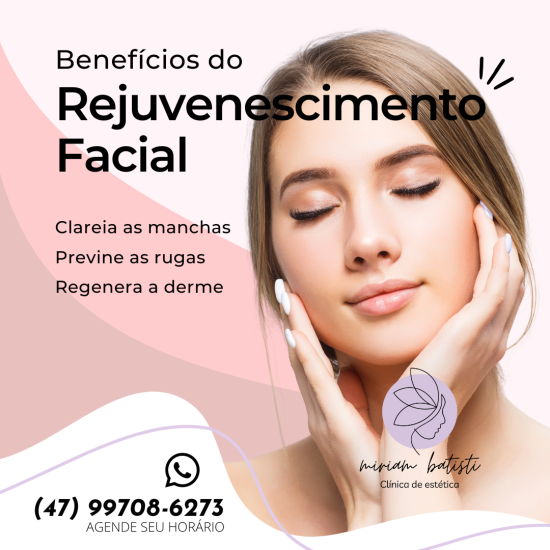 Benefícios do
Rejuvenescimento
Facial
Clareia as manchas
Previne as rugas
Regenera a derme
miriam batisti
Clínica de estética
(47) 99708-6273
AGENDE SEU HORÁRIO